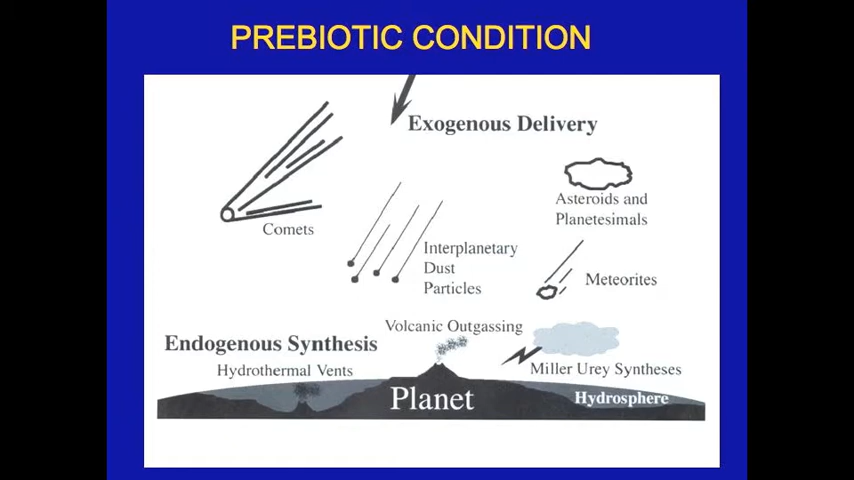 PREBIOTIC CONDITION
Exogenous Delivery
Asteroids and
Planetesimals
Comets
Interplanetary
Dust
Particles
Meteorites
Volcanic Outgassing
Endogenous Synthesis
Hydrothermal Vents
Miller Urey Syntheses
Planet
Hydrosphere